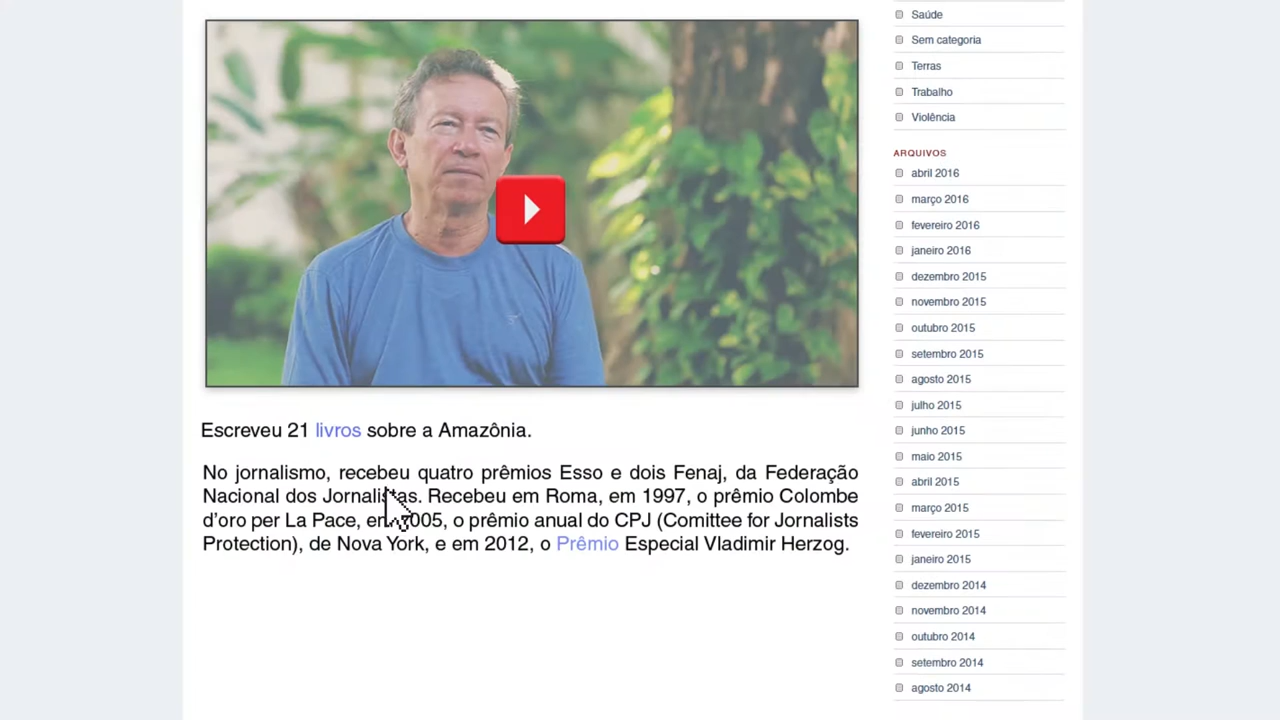 Escreveu 21 livros sobre a Amazônia.
No jornalismo, recebeu quatro prêmios Esso e dois Fenaj, da Federação
Nacional dos Jornalistas. Recebeu em Roma, em 1997, o prêmio Colombe
d’oro per La Pace, em 2005, o prêmio anual do CPJ (Comittee for Jornalists
Protection), de Nova York, e em 2012, o Prêmio Especial Vladimir Herzog.
Saúde
Sem categoria
Terras
Trabalho
Violência
ARQUIVOS
abril 2016
março 2016
fevereiro 2016
janeiro 2016
dezembro 2015
novembro 2015
outubro 2015
setembro 2015
agosto 2015
julho 2015
junho 2015
maio 2015
abril 2015
março 2015
fevereiro 2015
janeiro 2015
dezembro 2014
novembro 2014
outubro 2014
setembro 2014
agosto 2014